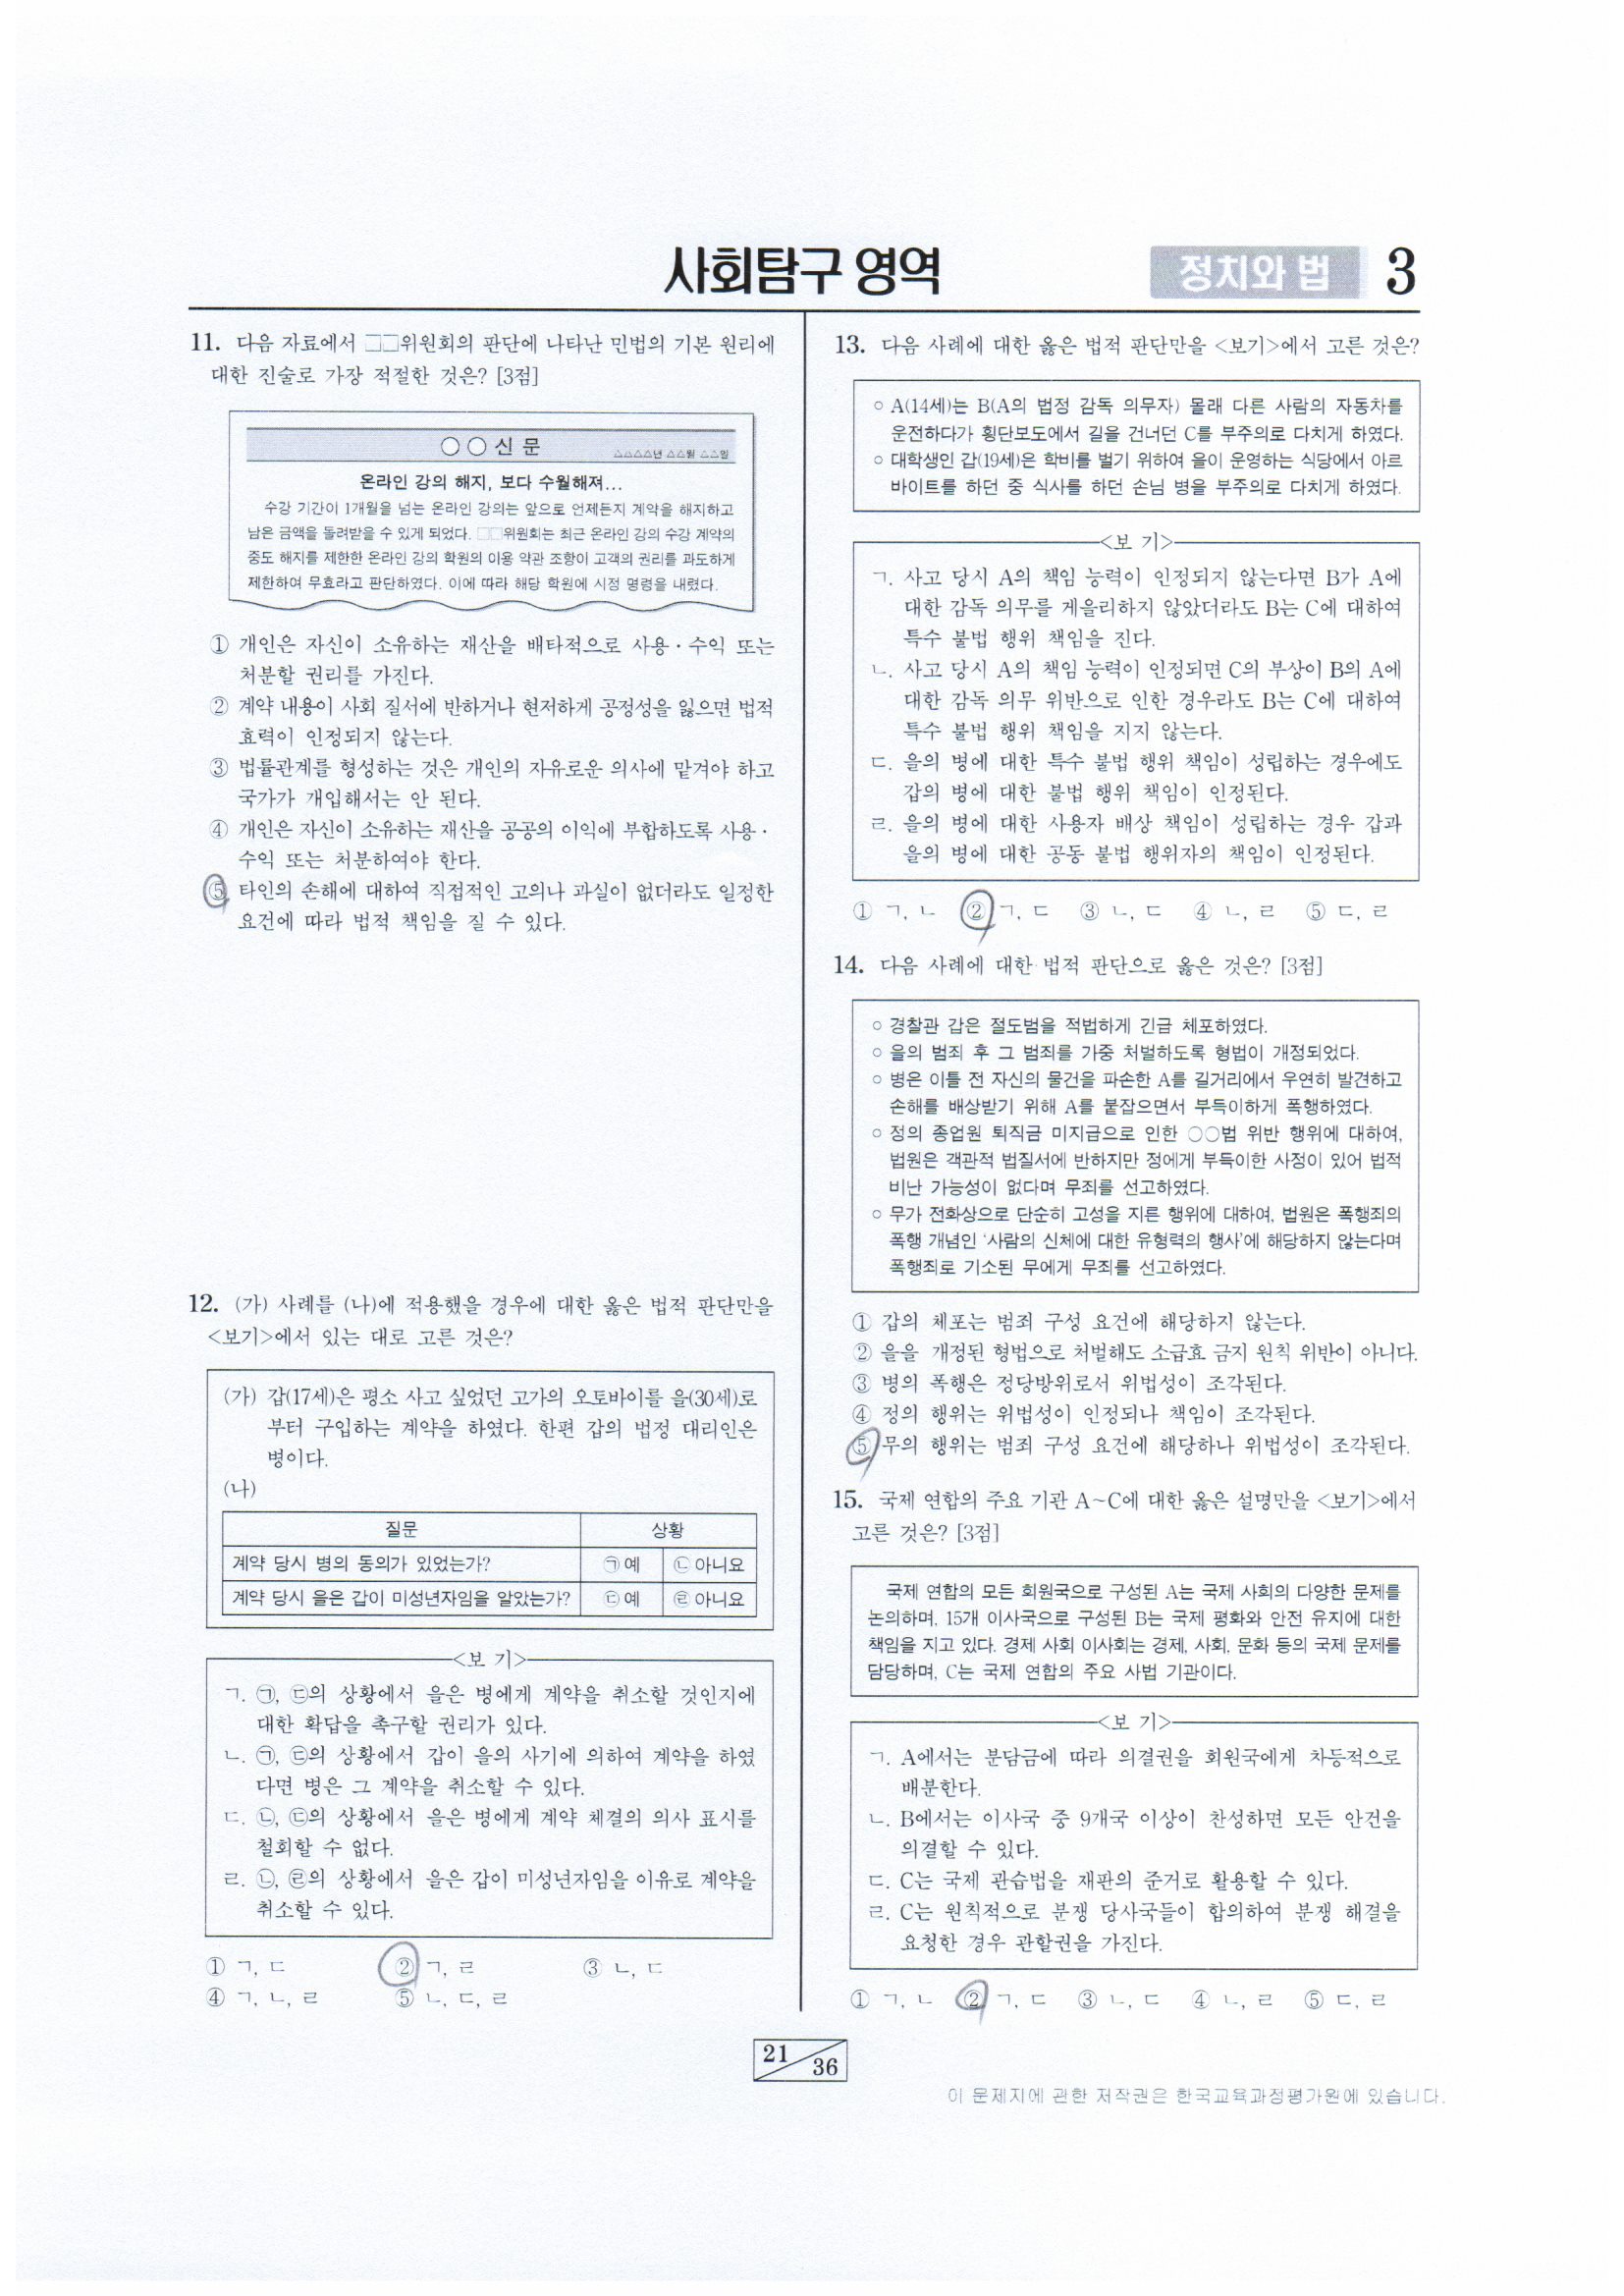 사회탐구 영역
정치와 법
3
11. 다음 자료에서 □□위원회의 판단에 나타난 민법의 기본 원리에
대한 진술로 가장 적절한 것은? [3점]
○○신문
△△△△년 △△월 △△일
온라인 강의 해지, 보다 수월해져...
수강 기간이 1개월을 넘는 온라인 강의는 앞으로 언제든지 계약을 해지하고
남은 금액을 돌려받을 수 있게 되었다. □□위원회는 최근 온라인 강의 수강 계약의
중도 해지를 제한한 온라인 강의 학원의 이용 약관 조항이 고객의 권리를 과도하게
제한하여 무효라고 판단하였다. 이에 따라 해당 학원에 시정 명령을 내렸다.
① 개인은 자신이 소유하는 재산을 배타적으로 사용·수익 또는
처분할 권리를 가진다.
② 계약 내용이 사회 질서에 반하거나 현저하게 공정성을 잃으면 법적
효력이 인정되지 않는다.
③ 법률관계를 형성하는 것은 개인의 자유로운 의사에 맡겨야 하고
국가가 개입해서는 안 된다.
④ 개인은 자신이 소유하는 재산을 공공의 이익에 부합하도록 사용·
수익 또는 처분하여야 한다.
⑤ 타인의 손해에 대하여 직접적인 고의나 과실이 없더라도 일정한
요건에 따라 법적 책임을 질 수 있다.
12. (가) 사례를 (나)에 적용했을 경우에 대한 옳은 법적 판단만을
<보기>에서 있는 대로 고른 것은?
(가) 갑(17세)은 평소 사고 싶었던 고가의 오토바이를 을(30세)로
부터 구입하는 계약을 하였다. 한편 갑의 법정 대리인은
병이다.
(나)
질문 상황
계약 당시 병의 동의가 있었는가? ㉠ 예 ㉡ 아니요
계약 당시 을은 갑이 미성년자임을 알았는가? ㉢ 예 ㉣ 아니요
<보 기>
ㄱ. ㉠, ㉢의 상황에서 을은 병에게 계약을 취소할 것인지에
대한 확답을 촉구할 권리가 있다.
ㄴ. ㉠, ㉢의 상황에서 갑이 을의 사기에 의하여 계약을 하였
다면 병은 그 계약을 취소할 수 있다.
ㄷ. ㉡, ㉢의 상황에서 을은 병에게 계약 체결의 의사 표시를
철회할 수 없다.
ㄹ. ㉡, ㉣의 상황에서 을은 갑이 미성년자임을 이유로 계약을
취소할 수 있다.
① ㄱ, ㄷ ② ㄱ, ㄹ ③ ㄴ, ㄷ
④ ㄱ, ㄴ, ㄹ ⑤ ㄴ, ㄷ, ㄹ
13. 다음 사례에 대한 옳은 법적 판단만을 <보기>에서 고른 것은?
○ A(14세)는 B(A의 법정 감독 의무자) 몰래 다른 사람의 자동차를
운전하다가 횡단보도에서 길을 건너던 C를 부주의로 다치게 하였다.
○ 대학생인 갑(19세)은 학비를 벌기 위하여 을이 운영하는 식당에서 아르
바이트를 하던 중 식사를 하던 손님 병을 부주의로 다치게 하였다.
<보 기>
ㄱ. 사고 당시 A의 책임 능력이 인정되지 않는다면 B가 A에
대한 감독 의무를 게을리하지 않았더라도 B는 C에 대하여
특수 불법 행위 책임을 진다.
ㄴ. 사고 당시 A의 책임 능력이 인정되면 C의 부상이 B의 A에
대한 감독 의무 위반으로 인한 경우라도 B는 C에 대하여
특수 불법 행위 책임을 지지 않는다.
ㄷ. 을의 병에 대한 특수 불법 행위 책임이 성립하는 경우에도
갑의 병에 대한 불법 행위 책임이 인정된다.
ㄹ. 을의 병에 대한 사용자 배상 책임이 성립하는 경우 갑과
을의 병에 대한 공동 불법 행위자의 책임이 인정된다.
① ㄱ, ㄴ ② ㄱ, ㄷ ③ ㄴ, ㄷ ④ ㄴ, ㄹ ⑤ ㄷ, ㄹ
14. 다음 사례에 대한 법적 판단으로 옳은 것은? [3점]
○ 경찰관 갑은 절도범을 적법하게 긴급 체포하였다.
○ 을의 범죄 후 그 범죄를 가중 처벌하도록 형법이 개정되었다.
○ 병은 이틀 전 자신의 물건을 파손한 A를 길거리에서 우연히 발견하고
손해를 배상받기 위해 A를 붙잡으면서 부득이하게 폭행하였다.
○ 정의 종업원 퇴직금 미지급으로 인한 ○○법 위반 행위에 대하여,
법원은 객관적 법질서에 반하지만 정에게 부득이한 사정이 있어 법적
비난 가능성이 없다며 무죄를 선고하였다.
○ 무가 전화상으로 단순히 고성을 지른 행위에 대하여, 법원은 폭행죄의
폭행 개념인 '사람의 신체에 대한 유형력의 행사'에 해당하지 않는다며
폭행죄로 기소된 무에게 무죄를 선고하였다.
① 갑의 체포는 범죄 구성 요건에 해당하지 않는다.
② 을을 개정된 형법으로 처벌해도 소급효 금지 원칙 위반이 아니다.
③ 병의 폭행은 정당방위로서 위법성이 조각된다.
④ 정의 행위는 위법성이 인정되나 책임이 조각된다.
⑤ 무의 행위는 범죄 구성 요건에 해당하나 위법성이 조각된다.
15. 국제 연합의 주요 기관 A~C에 대한 옳은 설명만을 <보기>에서
고른 것은? [3점]
국제 연합의 모든 회원국으로 구성된 A는 국제 사회의 다양한 문제를
논의하며, 15개 이사국으로 구성된 B는 국제 평화와 안전 유지에 대한
책임을 지고 있다. 경제 사회 이사회는 경제, 사회, 문화 등의 국제 문제를
담당하며, C는 국제 연합의 주요 사법 기관이다.
<보 기>
ㄱ. A에서는 분담금에 따라 의결권을 회원국에게 차등적으로
배분한다.
ㄴ. B에서는 이사국 중 9개국 이상이 찬성하면 모든 안건을
의결할 수 있다.
ㄷ. C는 국제 관습법을 재판의 준거로 활용할 수 있다.
ㄹ. C는 원칙적으로 분쟁 당사국들이 합의하여 분쟁 해결을
요청한 경우 관할권을 가진다.
① ㄱ, ㄴ ② ㄱ, ㄷ ③ ㄴ, ㄷ ④ ㄴ, ㄹ ⑤ ㄷ, ㄹ
21
36
이 문제지에 관한 저작권은 한국교육과정평가원에 있습니다.